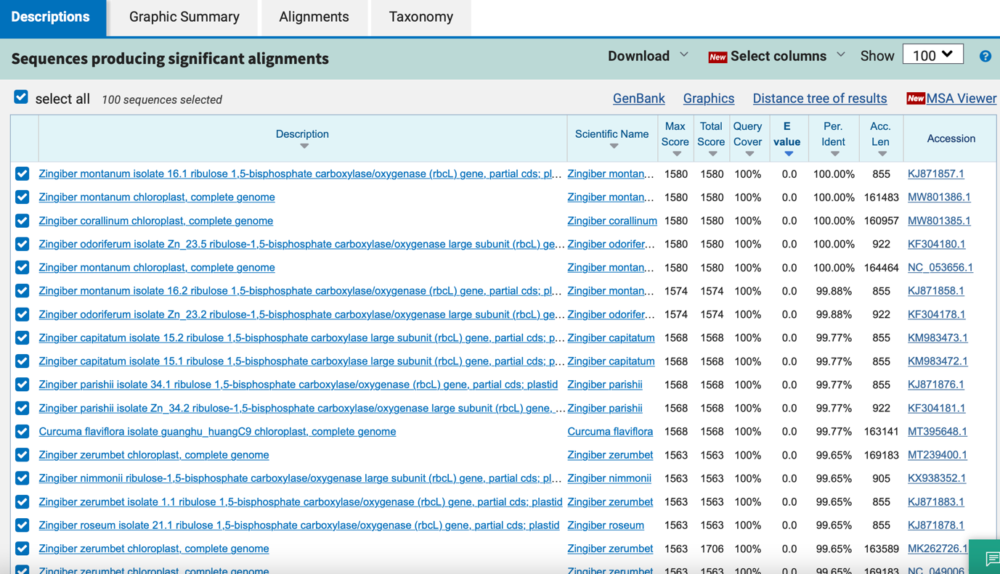 Descriptions Graphic Summary Alignments Taxonomy
Sequences producing significant alignments Download New Select columns Show 100 ?
select all 100 sequences selected GenBank Graphics Distance tree of results New MSA Viewer
Description Scientific Name Max Score Total Score Query Cover E value Per. Ident Acc. Len Accession
Zingiber montanum isolate 16.1 ribulose 1,5-bisphosphate carboxylase/oxygenase (rbcL) gene, partial cds; pl... Zingiber montan... 1580 1580 100% 0.0 100.00% 855 KJ871857.1
Zingiber montanum chloroplast, complete genome Zingiber montan... 1580 1580 100% 0.0 100.00% 161483 MW801386.1
Zingiber corallinum chloroplast, complete genome Zingiber corallinum 1580 1580 100% 0.0 100.00% 160957 MW801385.1
Zingiber odoriferum isolate Zn_23.5 ribulose-1,5-bisphosphate carboxylase/oxygenase large subunit (rbcL) ge... Zingiber odorifer... 1580 1580 100% 0.0 100.00% 922 KF304180.1
Zingiber montanum chloroplast, complete genome Zingiber montan... 1580 1580 100% 0.0 100.00% 164464 NC_053656.1
Zingiber montanum isolate 16.2 ribulose 1,5-bisphosphate carboxylase/oxygenase (rbcL) gene, partial cds; pl... Zingiber montan... 1574 1574 100% 0.0 99.88% 855 KJ871858.1
Zingiber odoriferum isolate Zn_23.2 ribulose-1,5-bisphosphate carboxylase/oxygenase large subunit (rbcL) ge... Zingiber odorifer... 1574 1574 100% 0.0 99.88% 922 KF304178.1
Zingiber capitatum isolate 15.2 ribulose 1,5-bisphosphate carboxylase large subunit (rbcL) gene, partial cds; p... Zingiber capitatum 1568 1568 100% 0.0 99.77% 855 KM983473.1
Zingiber capitatum isolate 15.1 ribulose 1,5-bisphosphate carboxylase large subunit (rbcL) gene, partial cds; p... Zingiber capitatum 1568 1568 100% 0.0 99.77% 855 KM983472.1
Zingiber parishii isolate 34.1 ribulose 1,5-bisphosphate carboxylase/oxygenase (rbcL) gene, partial cds; plastid Zingiber parishii 1568 1568 100% 0.0 99.77% 855 KJ871876.1
Zingiber parishii isolate Zn_34.2 ribulose-1,5-bisphosphate carboxylase/oxygenase large subunit (rbcL) gene, ... Zingiber parishii 1568 1568 100% 0.0 99.77% 922 KF304181.1
Curcuma flaviflora isolate guanghu_huangC9 chloroplast, complete genome Curcuma flaviflora 1568 1568 100% 0.0 99.77% 163141 MT395648.1
Zingiber zerumbet chloroplast, complete genome Zingiber zerumbet 1563 1563 100% 0.0 99.65% 169183 MT239400.1
Zingiber nimmonii ribulose-1,5-bisphosphate carboxylase/oxygenase large subunit (rbcL) gene, partial cds; pl... Zingiber nimmonii 1563 1563 100% 0.0 99.65% 905 KX938352.1
Zingiber zerumbet isolate 1.1 ribulose 1,5-bisphosphate carboxylase/oxygenase (rbcL) gene, partial cds; plastid Zingiber zerumbet 1563 1563 100% 0.0 99.65% 855 KJ871883.1
Zingiber roseum isolate 21.1 ribulose 1,5-bisphosphate carboxylase/oxygenase (rbcL) gene, partial cds; plastid Zingiber roseum 1563 1563 100% 0.0 99.65% 855 KJ871878.1
Zingiber zerumbet chloroplast, complete genome Zingiber zerumbet 1563 1706 100% 0.0 99.65% 163589 MK262726.1
Zingiber zerumbet chloroplast, complete genome Zingiber zerumbet 1563 1563 100% 0.0 99.65% 169183 NC_049006